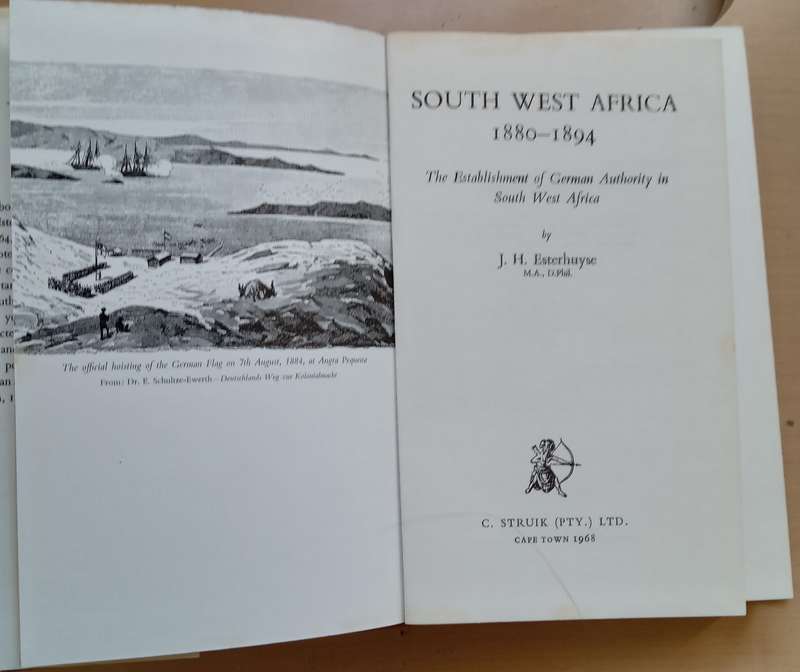 The official hoisting of the German Flag on 7th August, 1884, at Angra Pequena
From: Dr. E. Schultze-Ewerth—Deutschlands Weg zur Kolonialmacht
SOUTH WEST AFRICA
1880–1894
The Establishment of German Authority in
South West Africa
by
J. H. Esterhuyse
M.A., D.Phil.
C. STRUIK (PTY.) LTD.
CAPE TOWN 1968